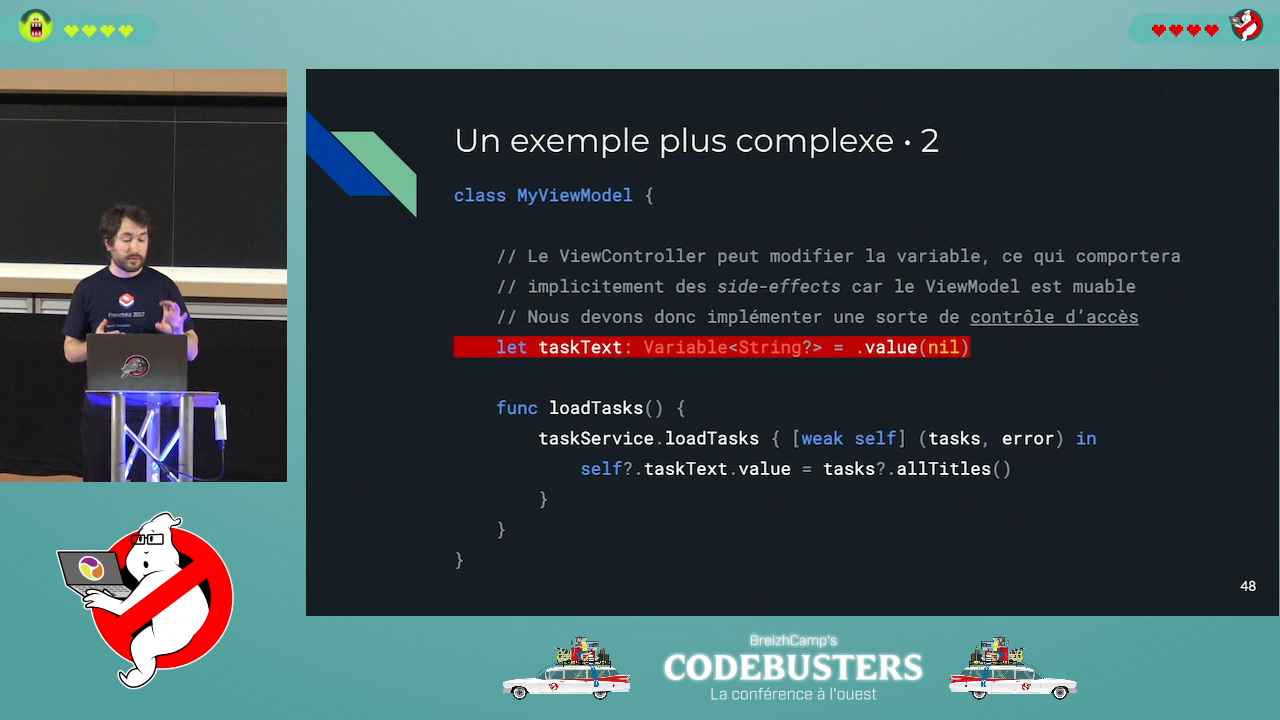 Un exemple plus complexe • 2
class MyViewModel {
// Le ViewController peut modifier la variable, ce qui comportera
// implicitement des side-effects car le ViewModel est muable
// Nous devons donc implémenter une sorte de contrôle d’accès
let taskText: Variable<String?> = .value(nil)
func loadTasks() {
taskService.loadTasks { [weak self] (tasks, error) in
self?.taskText.value = tasks?.allTitles()
}
}
}
48
FrenchKit 2017
BreizhCamp's
CODEBUSTERS
La conférence à l'ouest